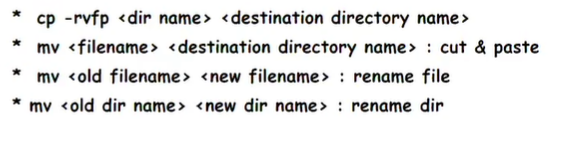 * cp -rvfp <dir name> <destination directory name>
* mv <filename> <destination directory name> : cut & paste
* mv <old filename> <new filename> : rename file
* mv <old dir name> <new dir name> : rename dir